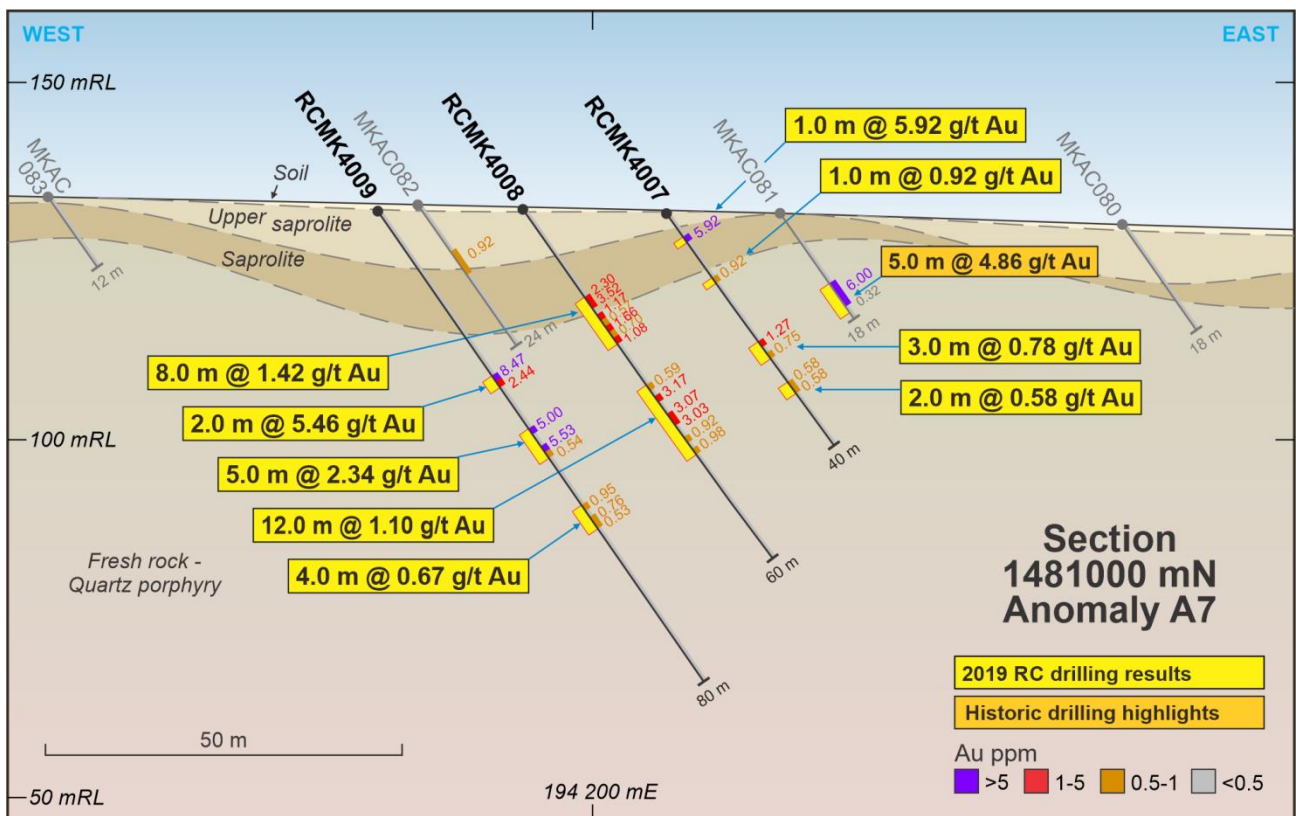 WEST
EAST
150 mRL
RCMK4009
MKAC082
RCMK4008
RCMK4007
MKAC081
MKAC080
MKAC
083
1.0 m @ 5.92 g/t Au
1.0 m @ 0.92 g/t Au
Soil
Upper saprolite
Saprolite
12 m
0.92
24 m
5.92
0.92
6.00
0.32
18 m
18 m
5.0 m @ 4.86 g/t Au
2.30
3.52
1.17
0.57
1.66
0.70
1.08
1.27
0.75
0.58
0.58
3.0 m @ 0.78 g/t Au
2.0 m @ 0.58 g/t Au
8.0 m @ 1.42 g/t Au
8.47
2.44
2.0 m @ 5.46 g/t Au
0.59
3.17
3.07
3.03
0.92
0.98
40 m
100 mRL
5.00
5.53
0.54
5.0 m @ 2.34 g/t Au
12.0 m @ 1.10 g/t Au
0.95
0.76
0.53
4.0 m @ 0.67 g/t Au
60 m
80 m
Fresh rock -
Quartz porphyry
Section
1481000 mN
Anomaly A7
2019 RC drilling results
Historic drilling highlights
Au ppm
>5
1-5
0.5-1
<0.5
50 m
50 mRL
194 200 mE